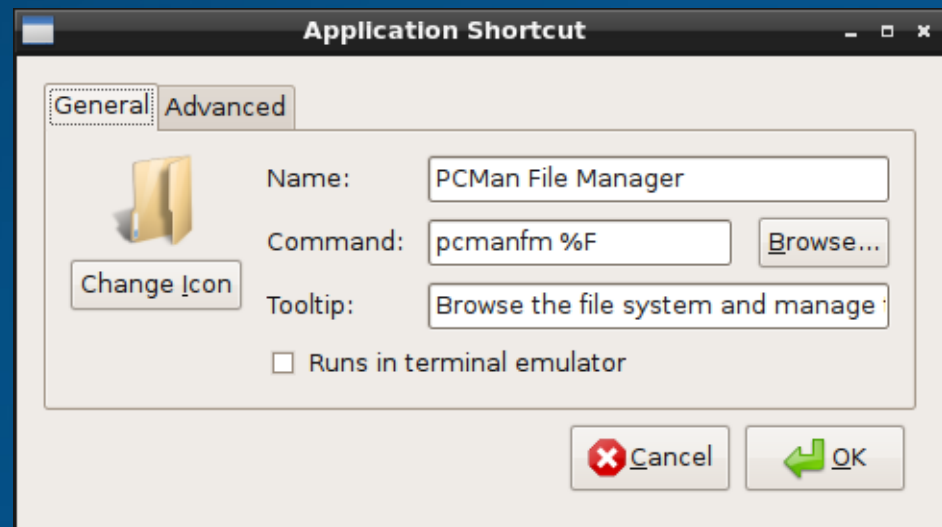 Application Shortcut
General Advanced
Name: PCMan File Manager
Command: pcmanfm %F Browse...
Change Icon
Tooltip: Browse the file system and manage
Runs in terminal emulator
Cancel OK